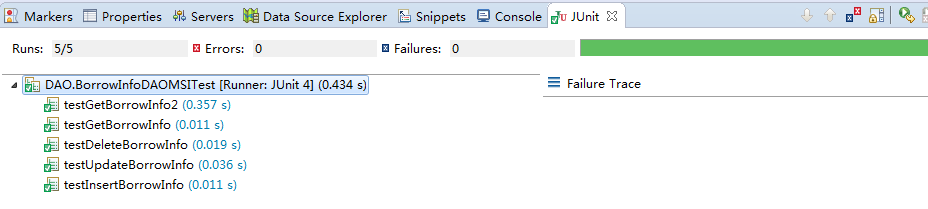 Markers Properties Servers Data Source Explorer Snippets Console JUnit
Runs: 5/5 Errors: 0 Failures: 0
DAO.BorrowInfoDAOMSITest [Runner: JUnit 4] (0.434 s)
Failure Trace
testGetBorrowInfo2 (0.357 s)
testGetBorrowInfo (0.011 s)
testDeleteBorrowInfo (0.019 s)
testUpdateBorrowInfo (0.036 s)
testInsertBorrowInfo (0.011 s)